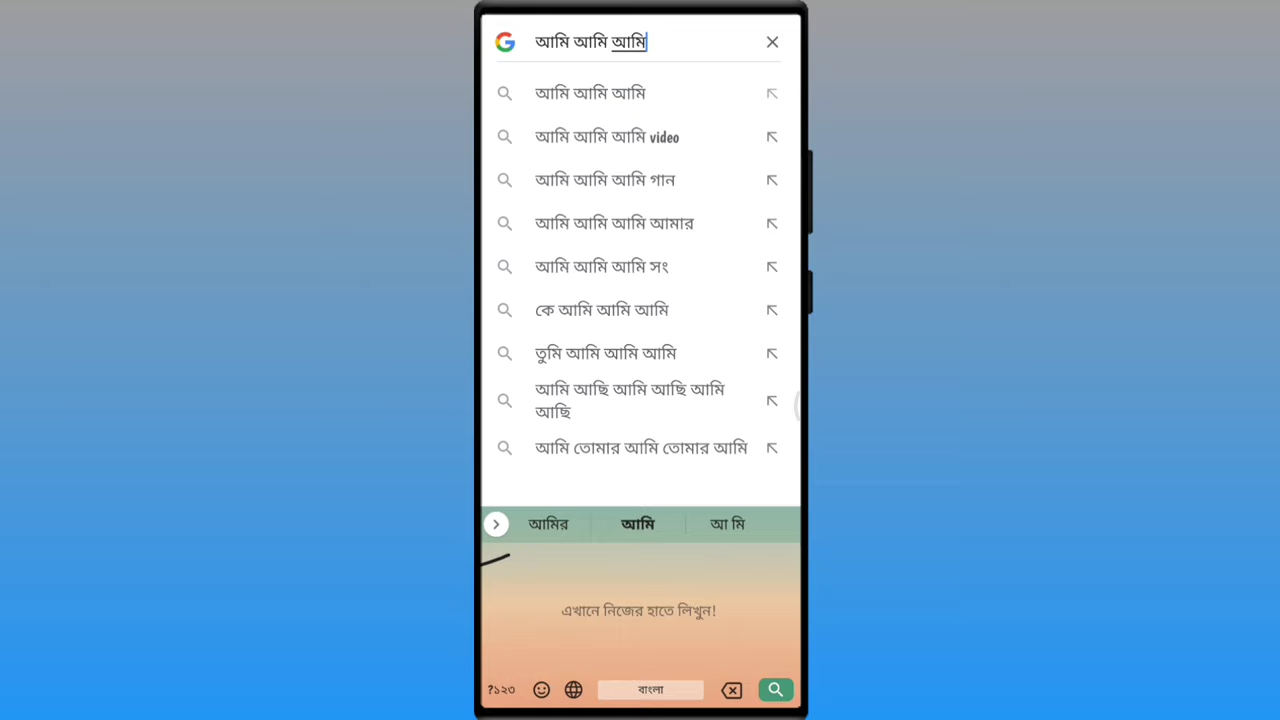 আমি আমি আমি
আমি আমি আমি
আমি আমি আমি video
আমি আমি আমি গান
আমি আমি আমি আমার
আমি আমি আমি সং
কে আমি আমি আমি
তুমি আমি আমি আমি
আমি আছি আমি আছি আমি
আছি
আমি তোমার আমি তোমার আমি
আমির আমি আ মি
এখানে নিজের হাতে লিখুন!
?১২৩ বাংলা